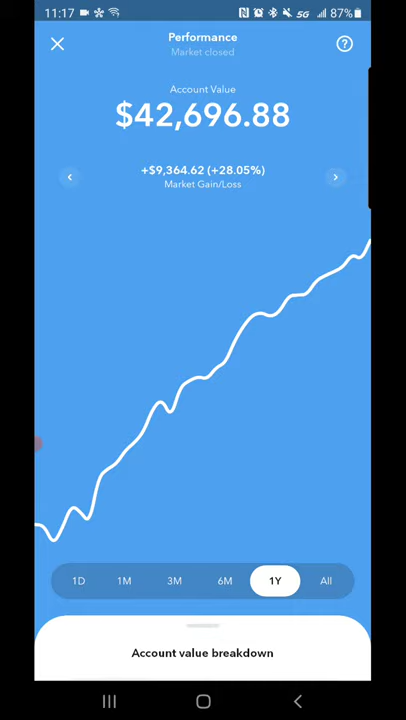 11:17 5G 87%
Performance
Market closed
Account Value
$42,696.88
+$9,364.62 (+28.05%)
Market Gain/Loss
1D 1M 3M 6M 1Y All
Account value breakdown